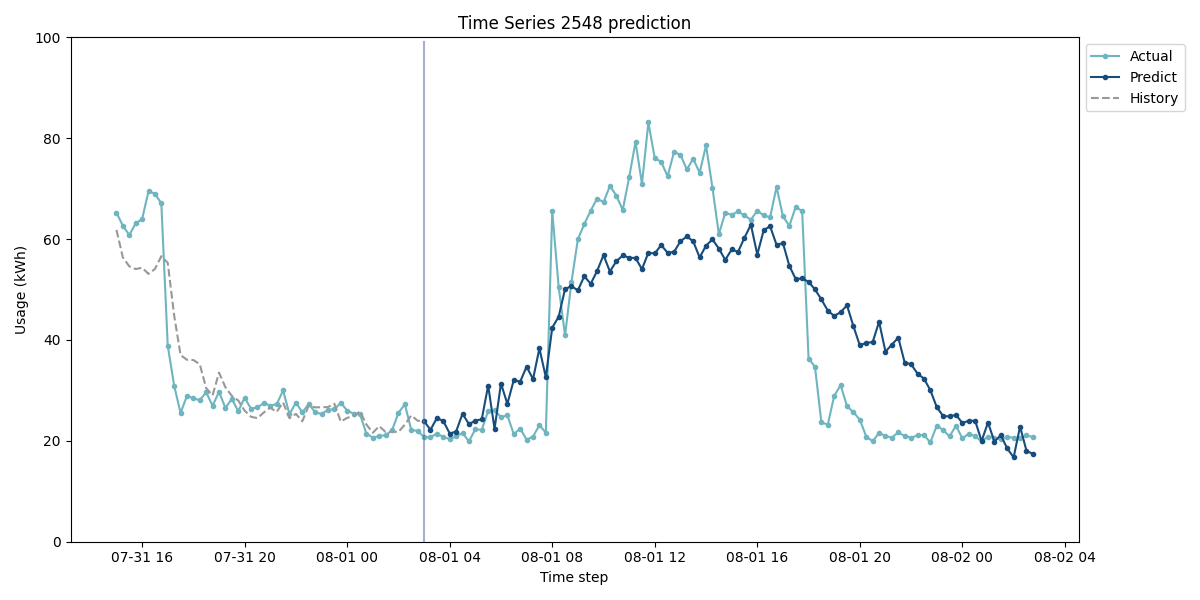 Time Series 2548 prediction
100
80
60
40
20
0
Usage (kWh)
07-31 16
07-31 20
08-01 00
08-01 04
08-01 08
08-01 12
08-01 16
08-01 20
08-02 00
08-02 04
Time step
Actual
Predict
History